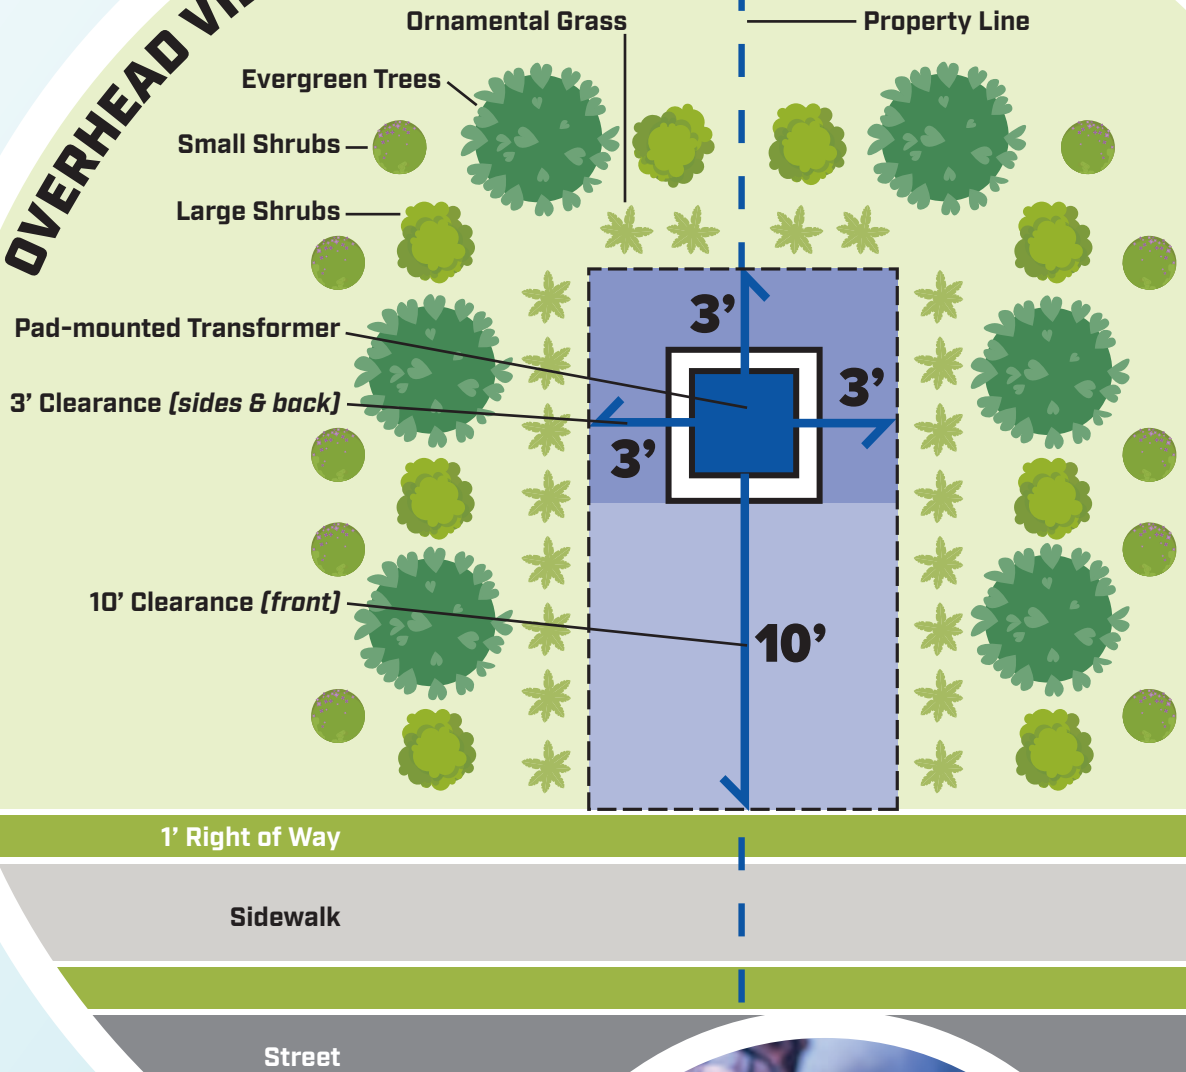 OVERHEAD
Ornamental Grass
Property Line
Evergreen Trees
Small Shrubs
Large Shrubs
3’
Pad-mounted Transformer
3’
3’ Clearance (sides & back)
3’
10’ Clearance (front)
10’
1’ Right of Way
Sidewalk
Street